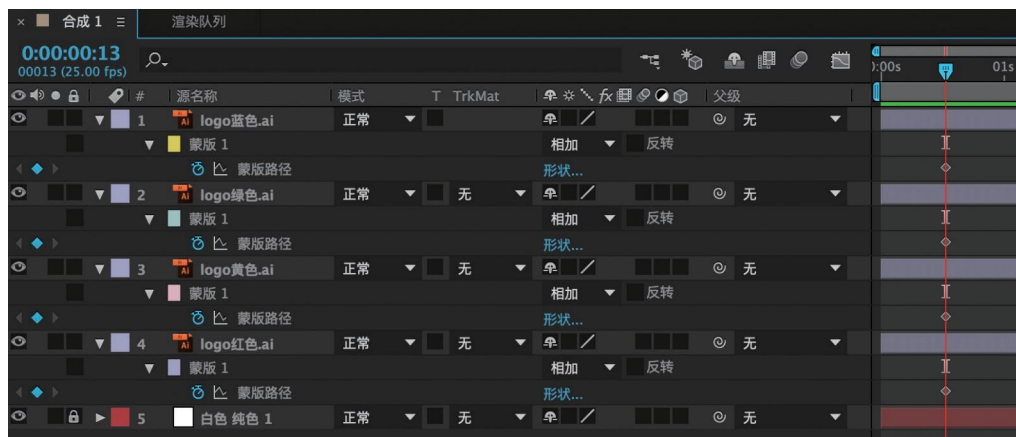 × 合成 1 ≡ 渲染队列
0:00:00:13
00013 (25.00 fps)
):00s 01s
# 源名称 模式 T TrkMat fx 父级
1 Ai logo蓝色.ai 正常 无
蒙版 1 相加 反转
蒙版路径 形状...
2 Ai logo绿色.ai 正常 无 无
蒙版 1 相加 反转
蒙版路径 形状...
3 Ai logo黄色.ai 正常 无 无
蒙版 1 相加 反转
蒙版路径 形状...
4 Ai logo红色.ai 正常 无 无
蒙版 1 相加 反转
蒙版路径 形状...
5 白色 纯色 1 正常 无 无